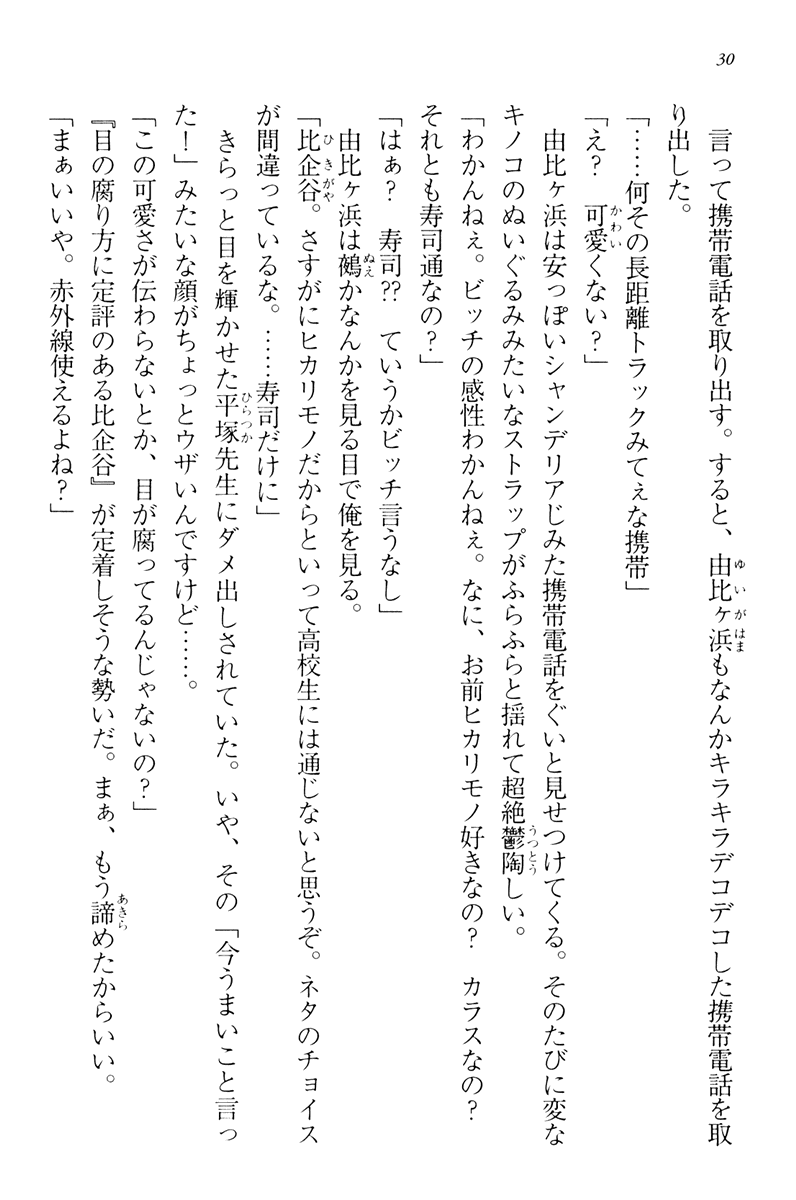 30
言って携帯電話を取り出す。すると、由比ヶ浜もなんかキラキラデコデコした携帯電話を取
り出した。
「……何その長距離トラックみてぇな携帯」
「え？　可愛くない？」
由比ヶ浜は安っぽいシャンデリアじみた携帯電話をぐいと見せつけてくる。そのたびに変な
キノコのぬいぐるみみたいなストラップがふらふらと揺れて超絶鬱陶しい。
「わかんねぇ。ビッチの感性わかんねぇ。なに、お前ヒカリモノ好きなの？　カラスなの？
それとも寿司通なの？」
「はぁ？　寿司??　ていうかビッチ言うなし」
由比ヶ浜は鵺かなんかを見る目で俺を見る。
「比企谷。さすがにヒカリモノだからといって高校生には通じないと思うぞ。ネタのチョイス
が間違っているな。……寿司だけに」
きらっと目を輝かせた平塚先生にダメ出しされていた。いや、その「今うまいこと言っ
た！」みたいな顔がちょっとウザいんですけど……。
「この可愛さが伝わらないとか、目が腐ってるんじゃないの？」
『目の腐り方に定評のある比企谷』が定着しそうな勢いだ。まぁ、もう諦めたからいい。
「まぁいいや。赤外線使えるよね？」